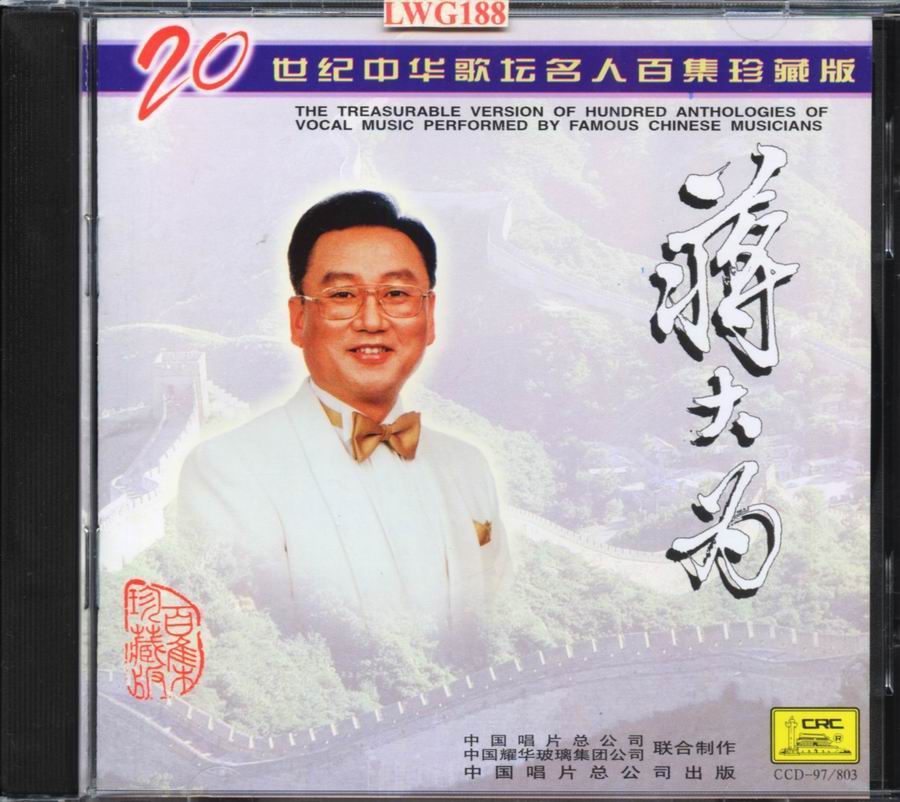 LWG188
20世纪中华歌坛名人百集珍藏版
THE TREASURABLE VERSION OF HUNDRED ANTHOLOGIES OF
VOCAL MUSIC PERFORMED BY FAMOUS CHINESE MUSICIANS
蒋大为
百集
珍藏版
中国唱片总公司
中国耀华玻璃集团公司 联合制作
中国唱片总公司出版
CRC
®
CCD-97/803